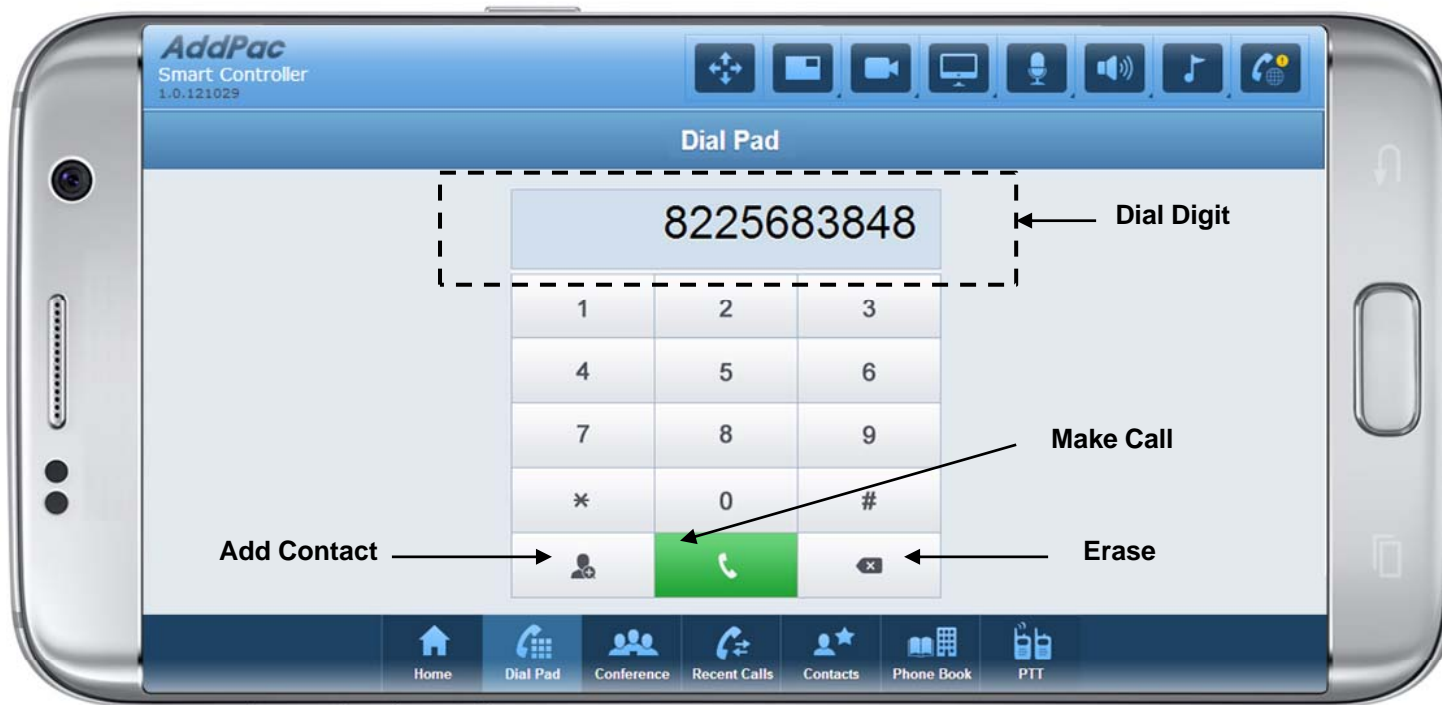 AddPac
Smart Controller
1.0.121029
Dial Pad
8225683848
Dial Digit
1 2 3
4 5 6
7 8 9
Make Call
* 0 #
Add Contact
Erase
Home Dial Pad Conference Recent Calls Contacts Phone Book PTT